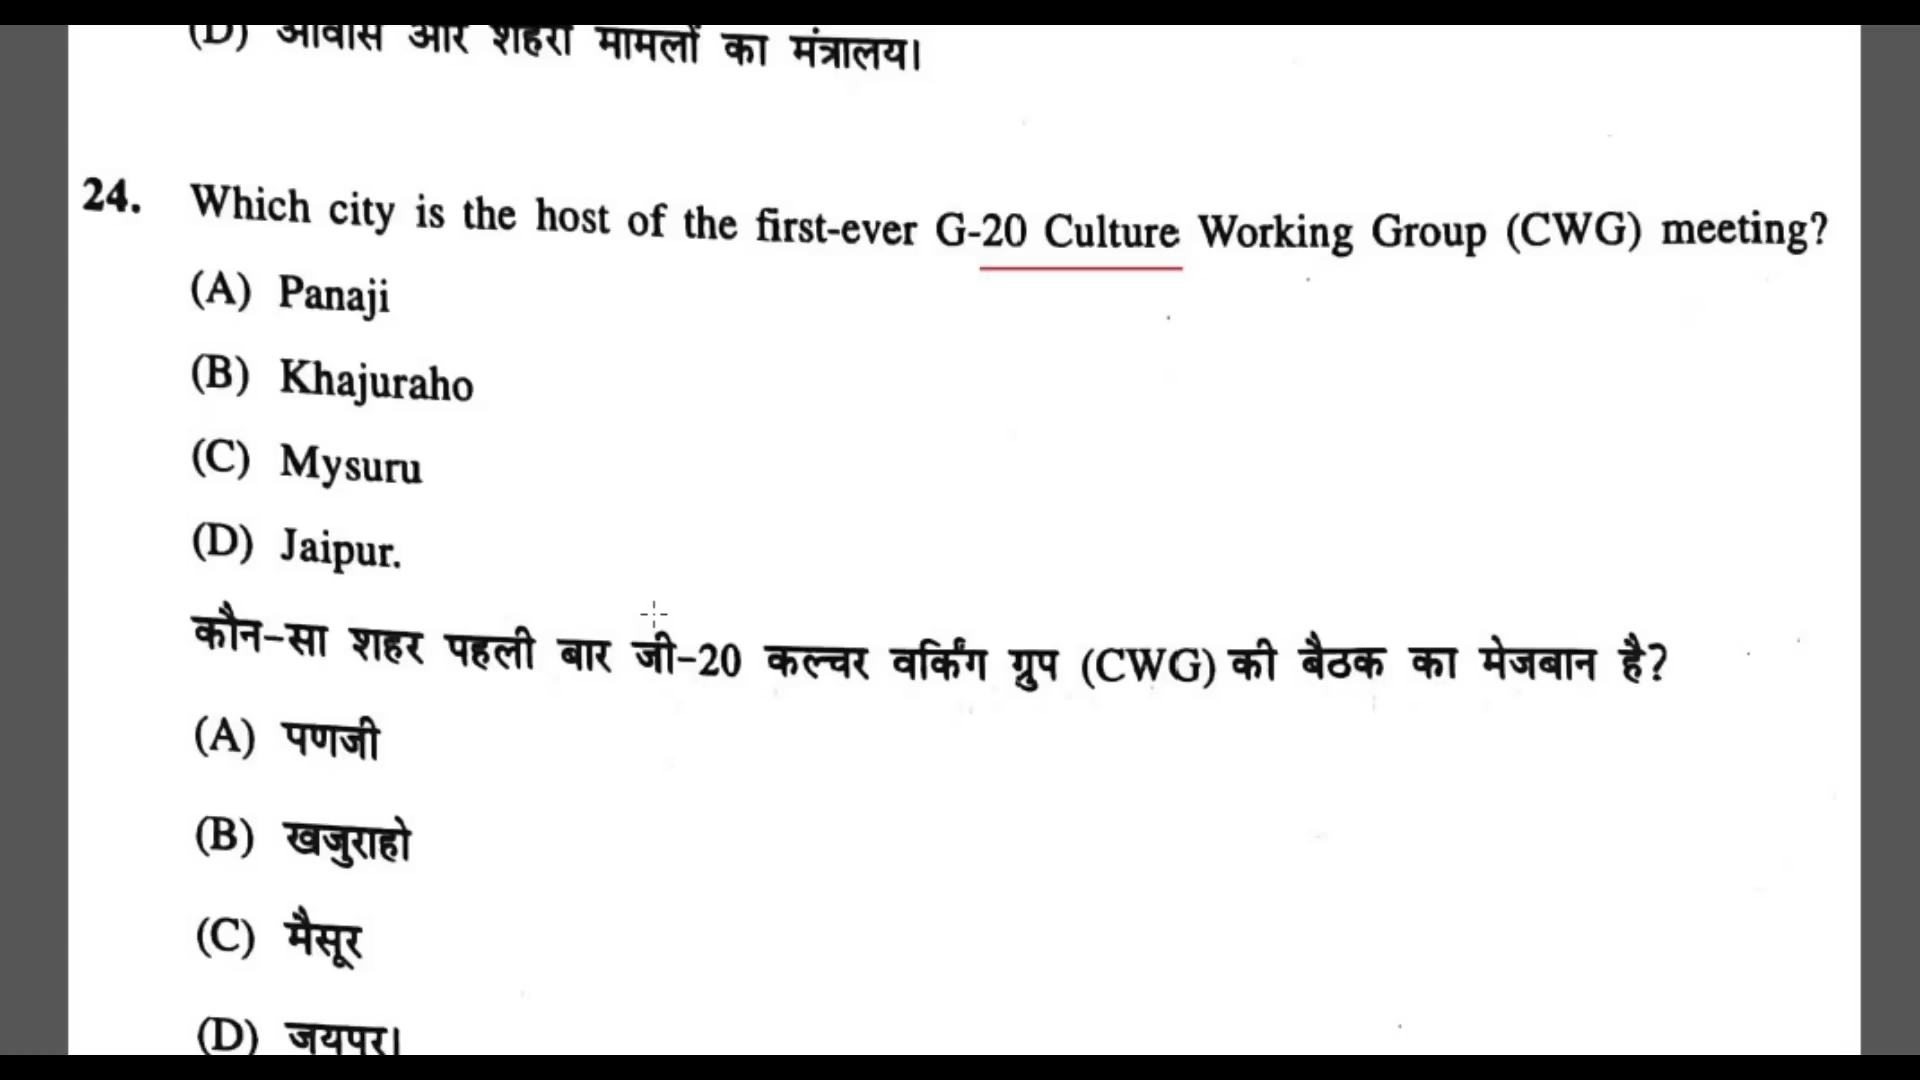 (D) आवास और शहरी मामलों का मंत्रालय।
24. Which city is the host of the first-ever G-20 Culture Working Group (CWG) meeting?
(A) Panaji
(B) Khajuraho
(C) Mysuru
(D) Jaipur.
कौन-सा शहर पहली बार जी-20 कल्चर वर्किंग ग्रुप (CWG) की बैठक का मेजबान है?
(A) पणजी
(B) खजुराहो
(C) मैसूर
(D) जयपुर।